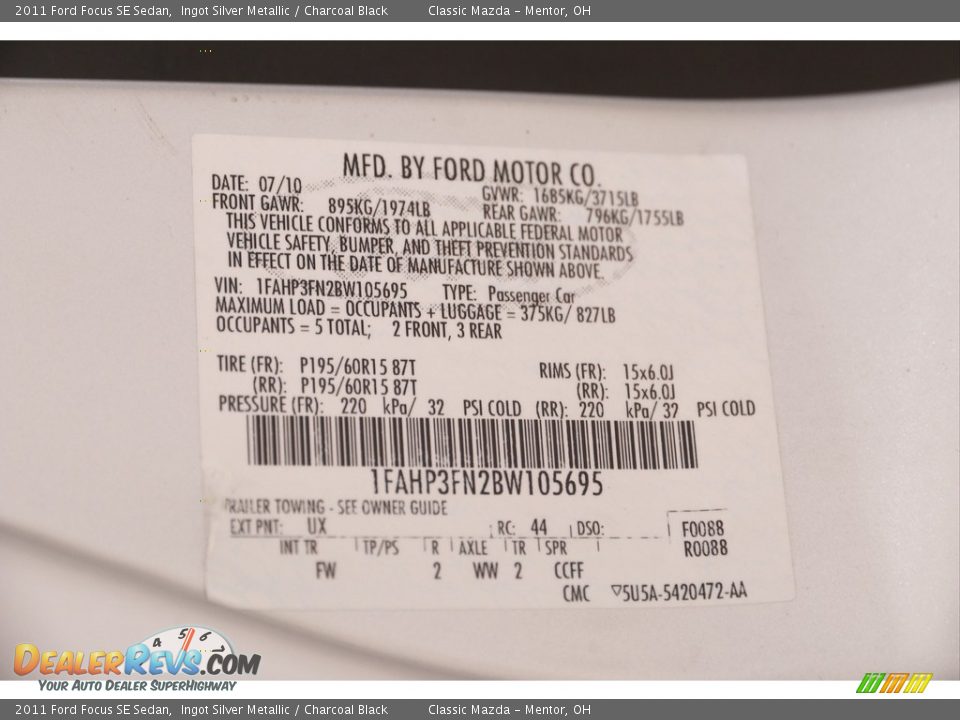 2011 Ford Focus SE Sedan,  Ingot Silver Metallic / Charcoal Black     Classic Mazda - Mentor, OH
MFD. BY FORD MOTOR CO.
DATE: 07/10   GVWR: 1685KG/3715LB
FRONT GAWR: 895KG/1974LB   REAR GAWR: 796KG/1755LB
THIS VEHICLE CONFORMS TO ALL APPLICABLE FEDERAL MOTOR
VEHICLE SAFETY, BUMPER, AND THEFT PREVENTION STANDARDS
IN EFFECT ON THE DATE OF MANUFACTURE SHOWN ABOVE.
VIN: 1FAHP3FN2BW105695   TYPE: Passenger Car
MAXIMUM LOAD = OCCUPANTS + LUGGAGE = 375KG/ 827LB
OCCUPANTS = 5 TOTAL;   2 FRONT, 3 REAR
TIRE (FR): P195/60R15 87T   RIMS (FR): 15x6.0J
(RR): P195/60R15 87T   (RR): 15x6.0J
PRESSURE (FR): 220 kPa/ 32 PSI COLD (RR): 220 kPa/ 32 PSI COLD
1FAHP3FN2BW105695
TRAILER TOWING - SEE OWNER GUIDE
EXT PNT: UX   RC: 44   DSO:   F0088
INT TR   TP/PS   R   AXLE   TR   SPR   R0088
FW   2   WW   2   CCFF
CMC   ▽5U5A-5420472-AA
4 5 6
DealerRevs.com
Your Auto Dealer SuperHighway
2011 Ford Focus SE Sedan,  Ingot Silver Metallic / Charcoal Black     Classic Mazda - Mentor, OH